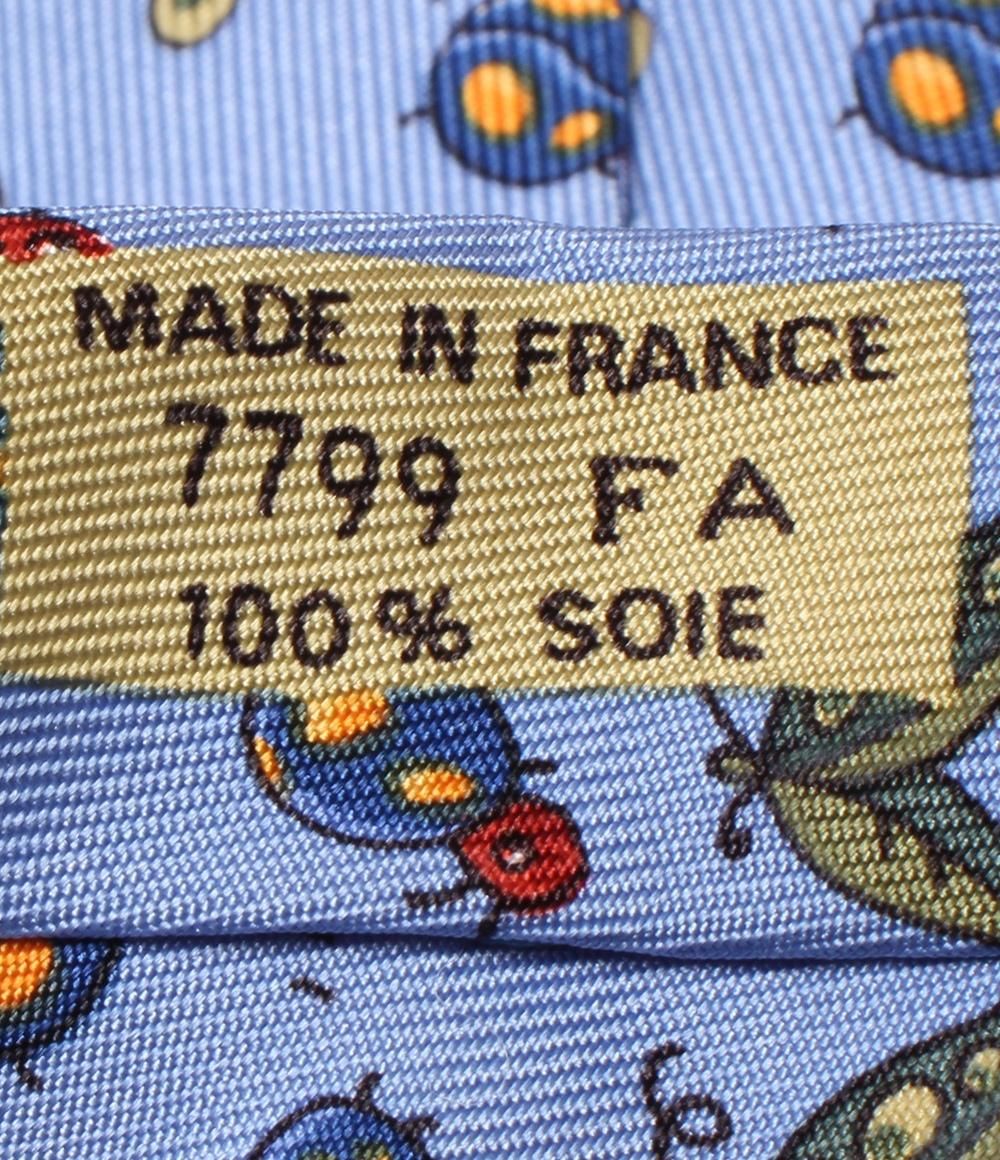 MADE IN FRANCE
7799 FA
100% SOIE